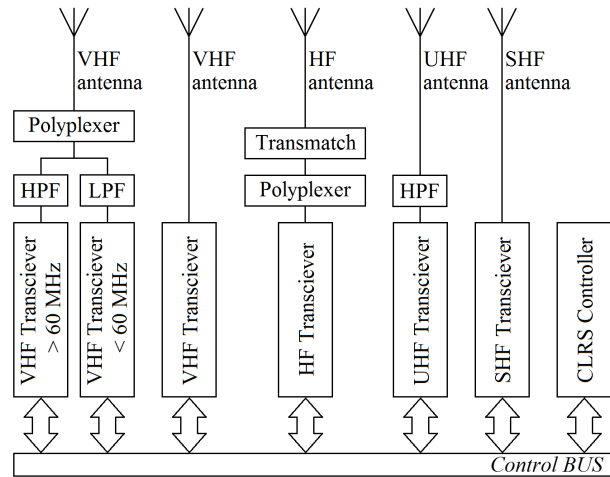 VHF
antenna
VHF
antenna
HF
antenna
UHF
antenna
SHF
antenna
Polyplexer
Transmatch
HPF
LPF
Polyplexer
HPF
VHF Transciever
> 60 MHz
VHF Transciever
< 60 MHz
VHF Transciever
HF Transciever
UHF Transciever
SHF Transciever
CLRS Controller
Control BUS